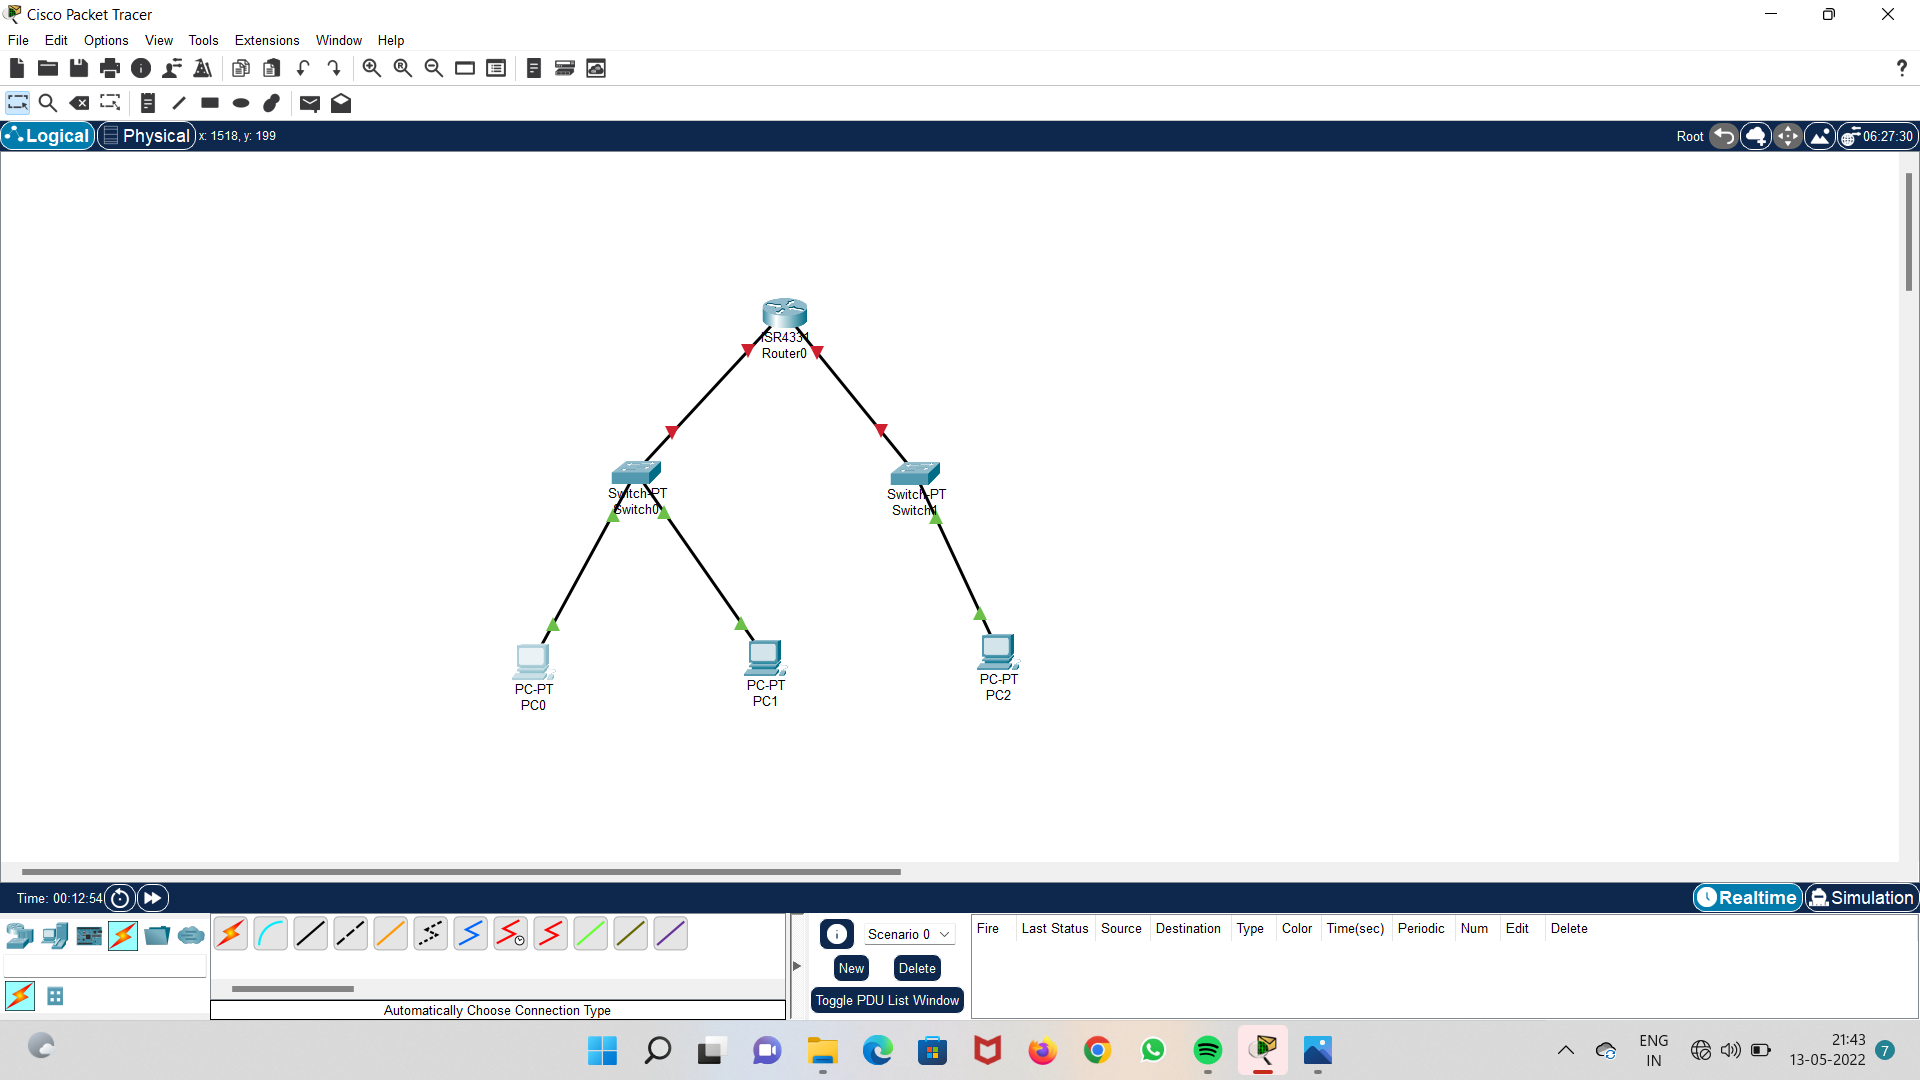 Cisco Packet Tracer
File Edit Options View Tools Extensions Window Help
?
Logical Physical x: 1518, y: 199 Root 06:27:30
ISR4331
Router0
Switch-PT
Switch0
Switch-PT
Switch1
PC-PT
PC0
PC-PT
PC1
PC-PT
PC2
Time: 00:12:54 Realtime Simulation
Scenario 0
New Delete
Toggle PDU List Window
Fire Last Status Source Destination Type Color Time(sec) Periodic Num Edit Delete
Automatically Choose Connection Type
ENG
IN
21:43
13-05-2022
7